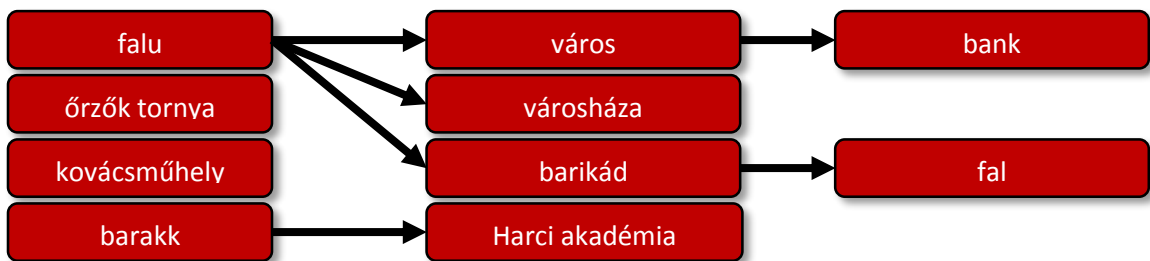 falu
város
bank
őrzők tornya
városháza
kovácsműhely
barikád
fal
barakk
Harci akadémia